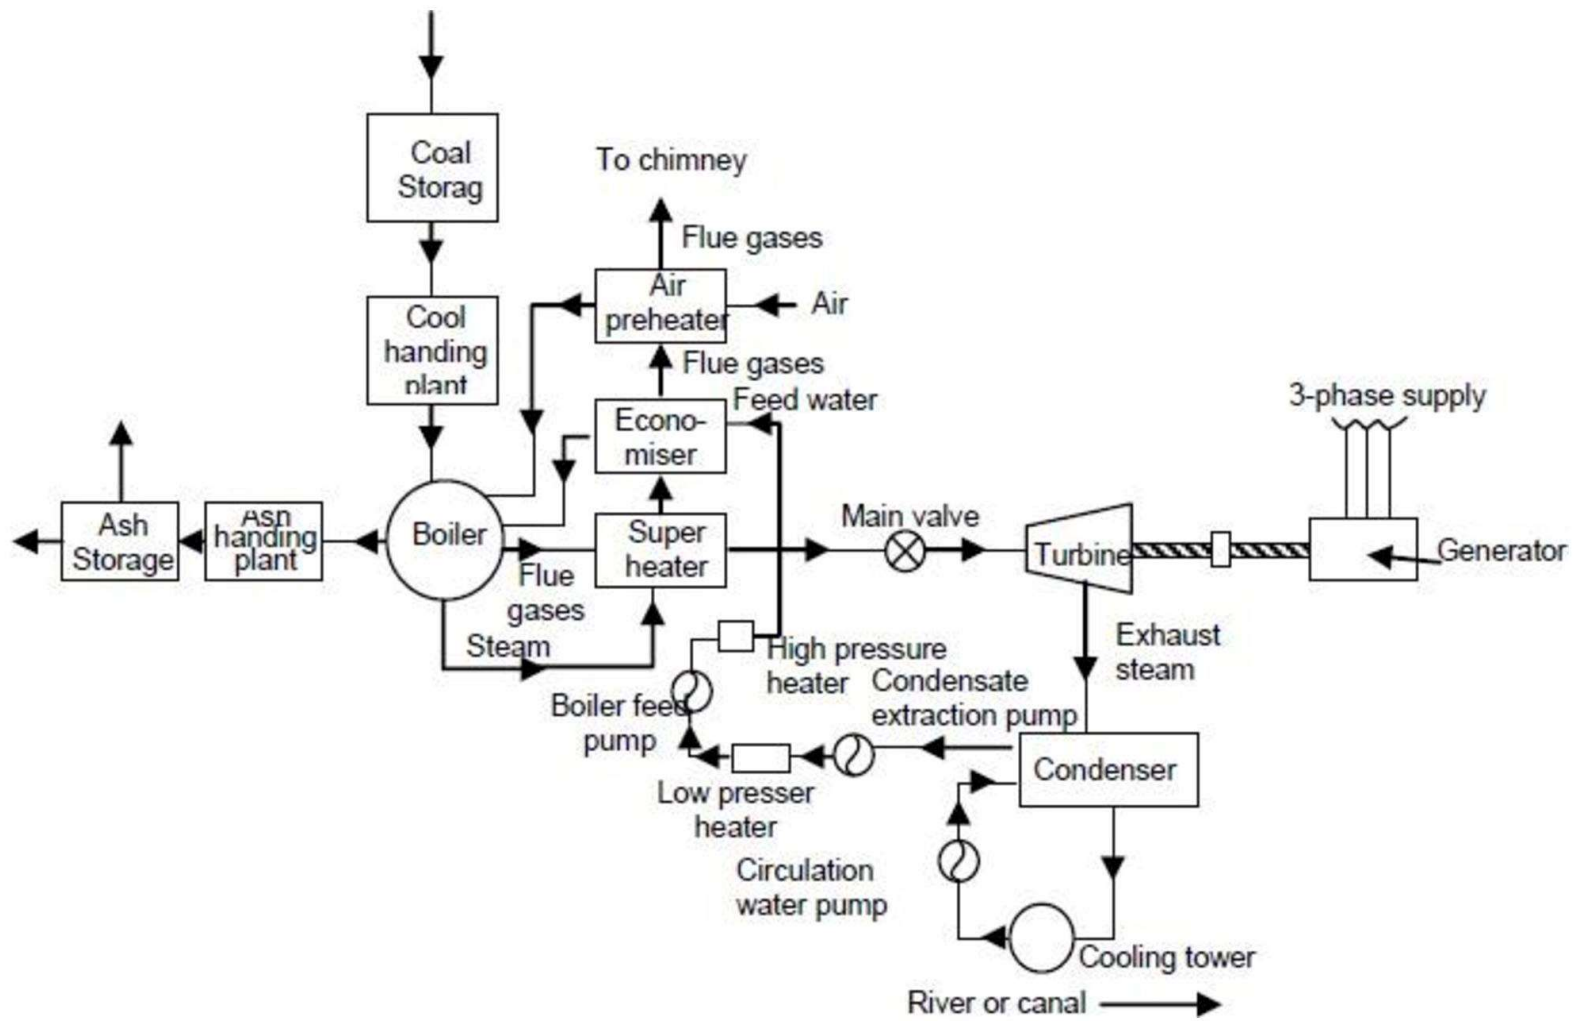 Coal
Storag
To chimney
Flue gases
Air
preheater
Air
Cool
handing
plant
Flue gases
Feed water
Econo-
miser
3-phase supply
Ash
Storage
Ash
handing
plant
Boiler
Flue
gases
Super
heater
Main valve
Turbine
Generator
Steam
High pressure
heater
Exhaust
steam
Boiler feed
pump
Condensate
extraction pump
Condenser
Low presser
heater
Circulation
water pump
Cooling tower
River or canal